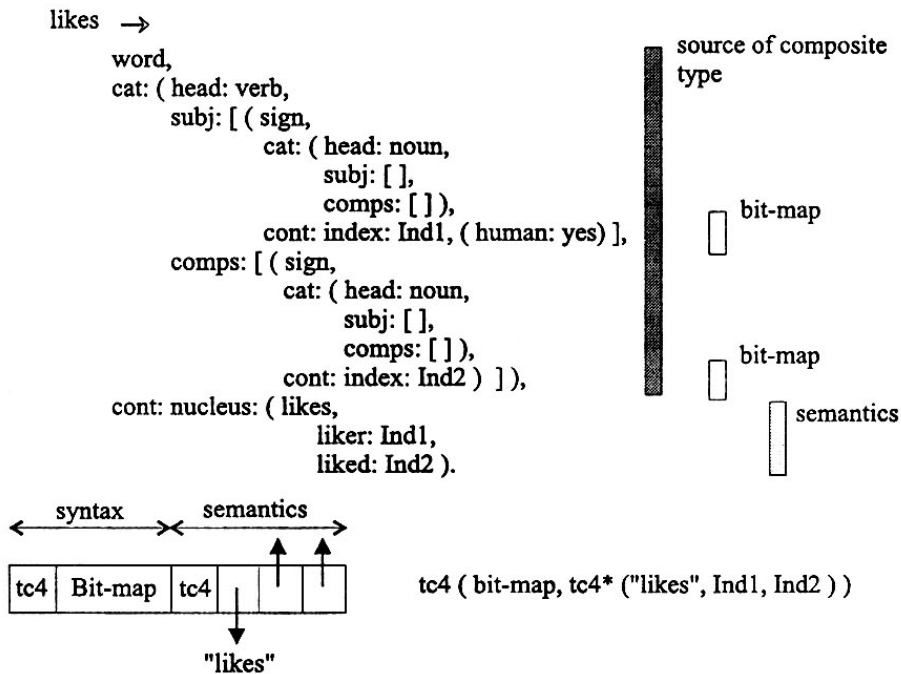 likes →
word,
cat: ( head: verb,
subj: [ ( sign,
cat: ( head: noun,
subj: [ ],
comps: [ ] ),
cont: index: Ind1, ( human: yes) ],
comps: [ ( sign,
cat: ( head: noun,
subj: [ ],
comps: [ ] ),
cont: index: Ind2 ) ] ),
cont: nucleus: ( likes,
liker: Ind1,
liked: Ind2 ).
source of composite
type
bit-map
bit-map
semantics
syntax semantics
tc4 Bit-map tc4
"likes"
tc4 ( bit-map, tc4* ("likes", Ind1, Ind2 ) )